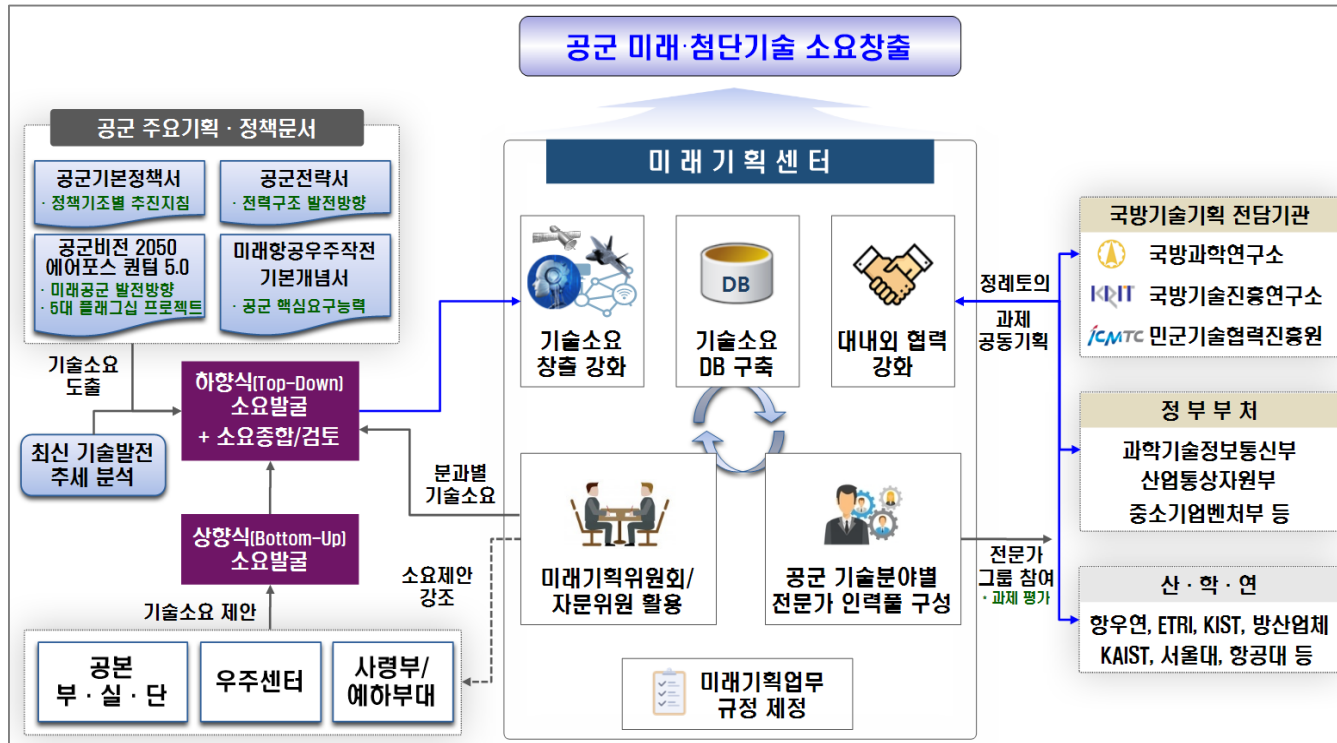 공군 미래·첨단기술 소요창출
공군 주요기획 · 정책문서
공군기본정책서
· 정책기조별 추진지침
공군전략서
· 전력구조 발전방향
공군비전 2050
에어포스 퀀텀 5.0
· 미래공군 발전방향
· 5대 플래그십 프로젝트
미래항공우주작전
기본개념서
· 공군 핵심요구능력
기술소요
도출
하향식(Top-Down)
소요발굴
+ 소요종합/검토
최신 기술발전
추세 분석
상향식(Bottom-Up)
소요발굴
기술소요 제안
공본
부 · 실 · 단
우주센터
사령부/
예하부대
분과별
기술소요
소요제안
강조
미래기획센터
기술소요
창출 강화
DB
기술소요
DB 구축
대내외 협력
강화
미래기획위원회/
자문위원 활용
공군 기술분야별
전문가 인력풀 구성
미래기획업무
규정 제정
정례토의
과제
공동기획
전문가
그룹 참여
· 과제 평가
국방기술기획 전담기관
국방과학연구소
KRIT 국방기술진흥연구소
iCMTC 민군기술협력진흥원
정 부 부 처
과학기술정보통신부
산업통상자원부
중소기업벤처부 등
산 · 학 · 연
항우연, ETRI, KIST, 방산업체
KAIST, 서울대, 항공대 등